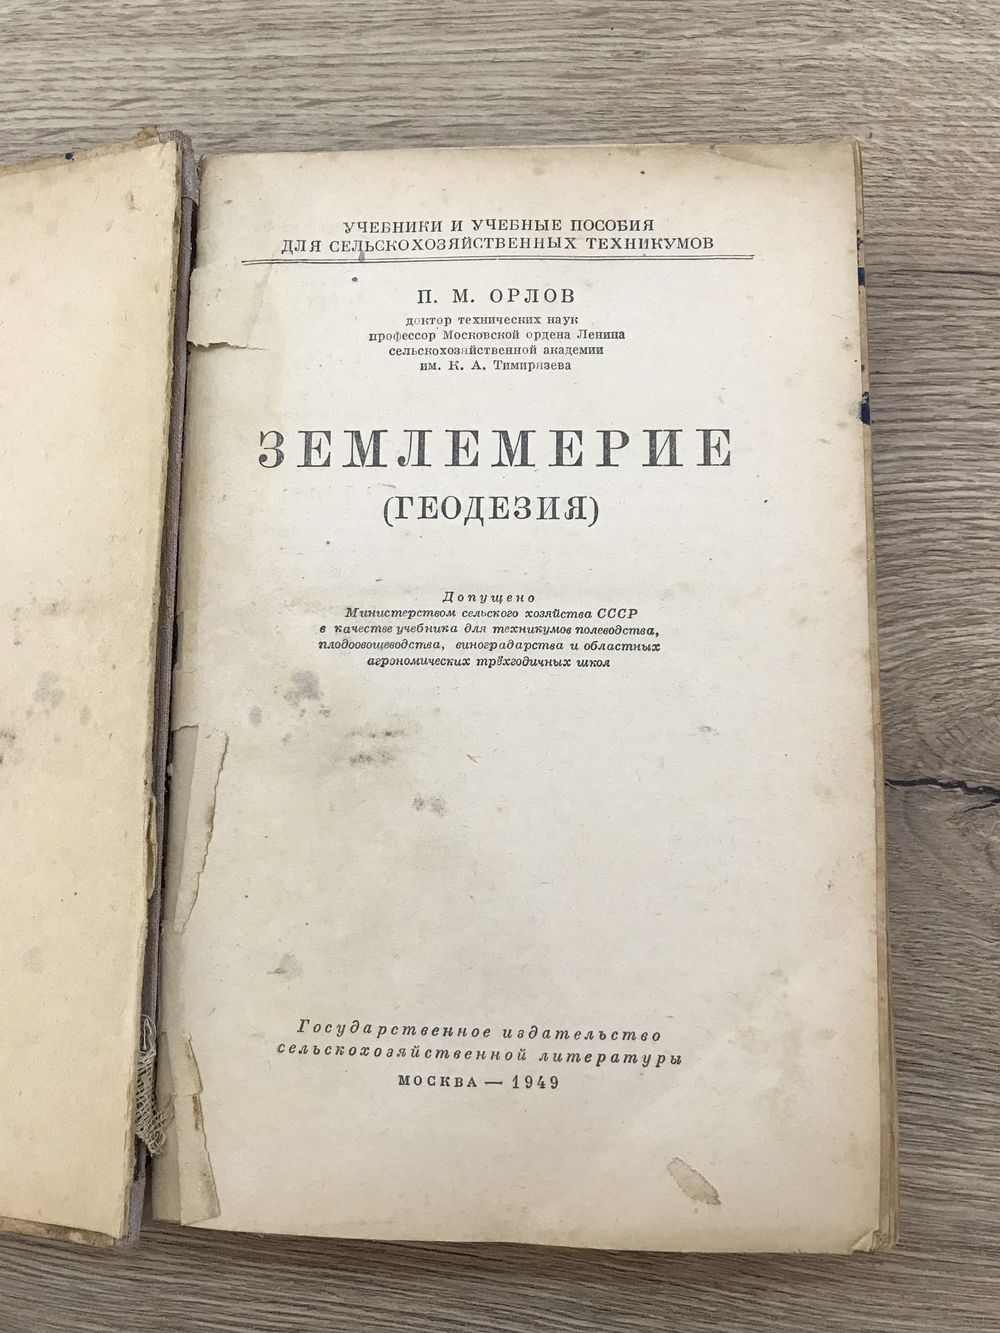 УЧЕБНИКИ И УЧЕБНЫЕ ПОСОБИЯ
ДЛЯ СЕЛЬСКОХОЗЯЙСТВЕННЫХ ТЕХНИКУМОВ
П. М. ОРЛОВ
доктор технических наук
профессор Московской ордена Ленина
сельскохозяйственной академии
им. К. А. Тимирязева
ЗЕМЛЕМЕРИЕ
(ГЕОДЕЗИЯ)
Допущено
Министерством сельского хозяйства СССР
в качестве учебника для техникумов полеводства,
плодоовощеводства, виноградарства и областных
агрономических трёхгодичных школ
Государственное издательство
сельскохозяйственной литературы
МОСКВА — 1949